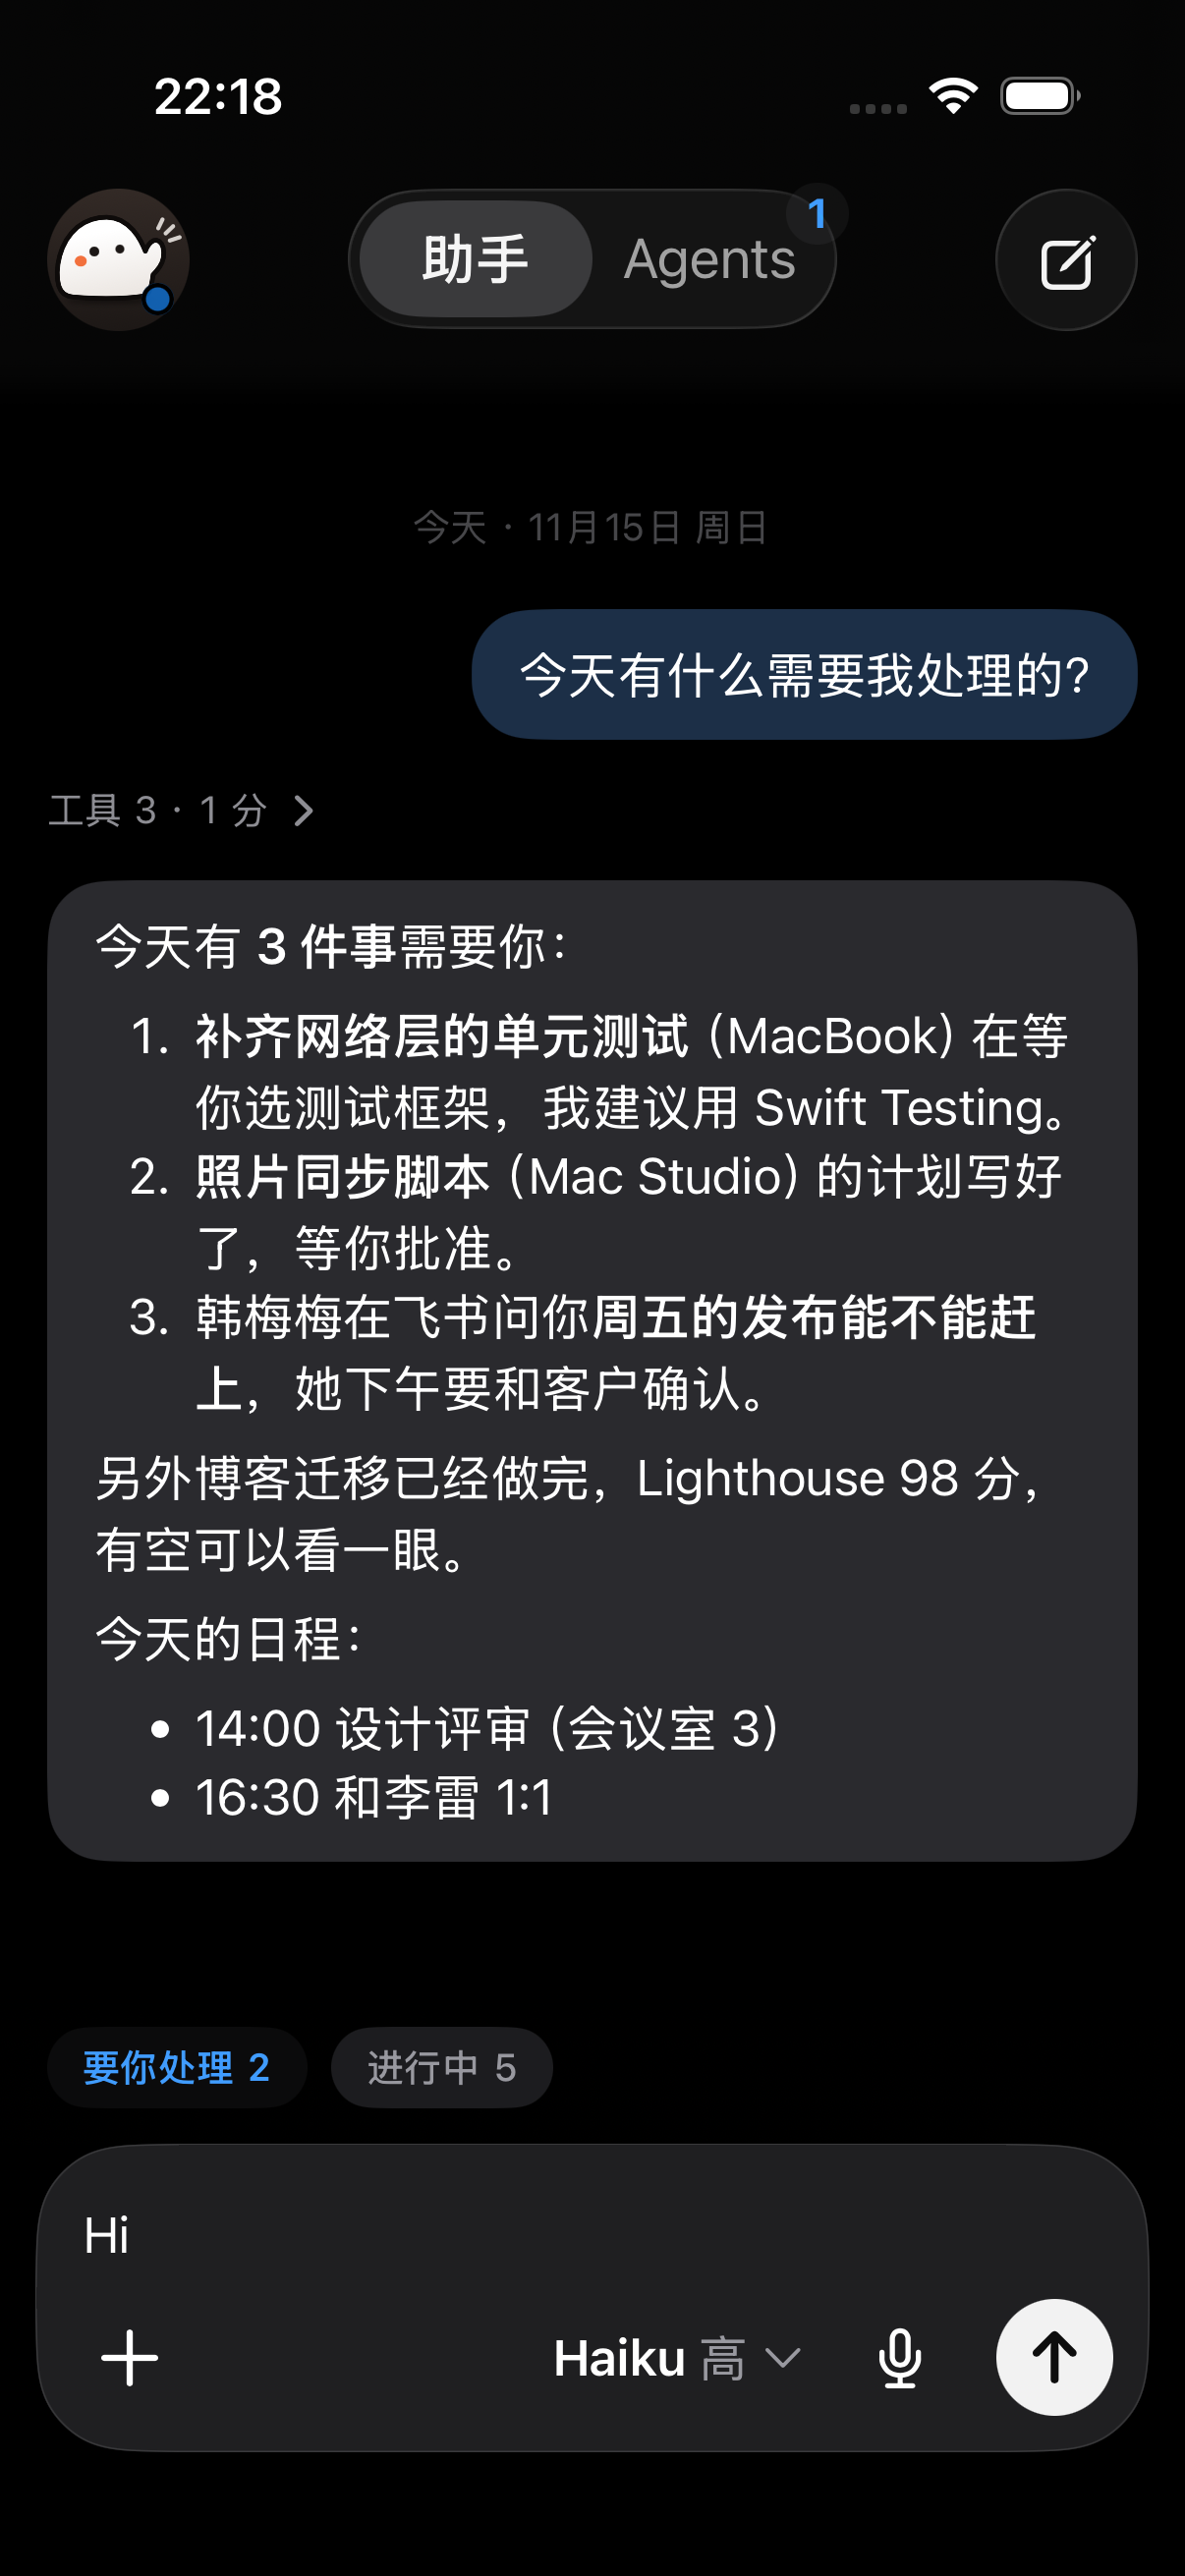 22:18
助手
Agents
1
今天 · 11月15日 周日
今天有什么需要我处理的?
工具 3 · 1 分
今天有 3 件事需要你：
1. 补齐网络层的单元测试（MacBook）在等
你选测试框架，我建议用 Swift Testing。
2. 照片同步脚本（Mac Studio）的计划写好
了，等你批准。
3. 韩梅梅在飞书问你周五的发布能不能赶
上，她下午要和客户确认。
另外博客迁移已经做完，Lighthouse 98 分，
有空可以看一眼。
今天的日程：
• 14:00 设计评审（会议室 3）
• 16:30 和李雷 1:1
要你处理 2
进行中 5
Hi
Haiku 高